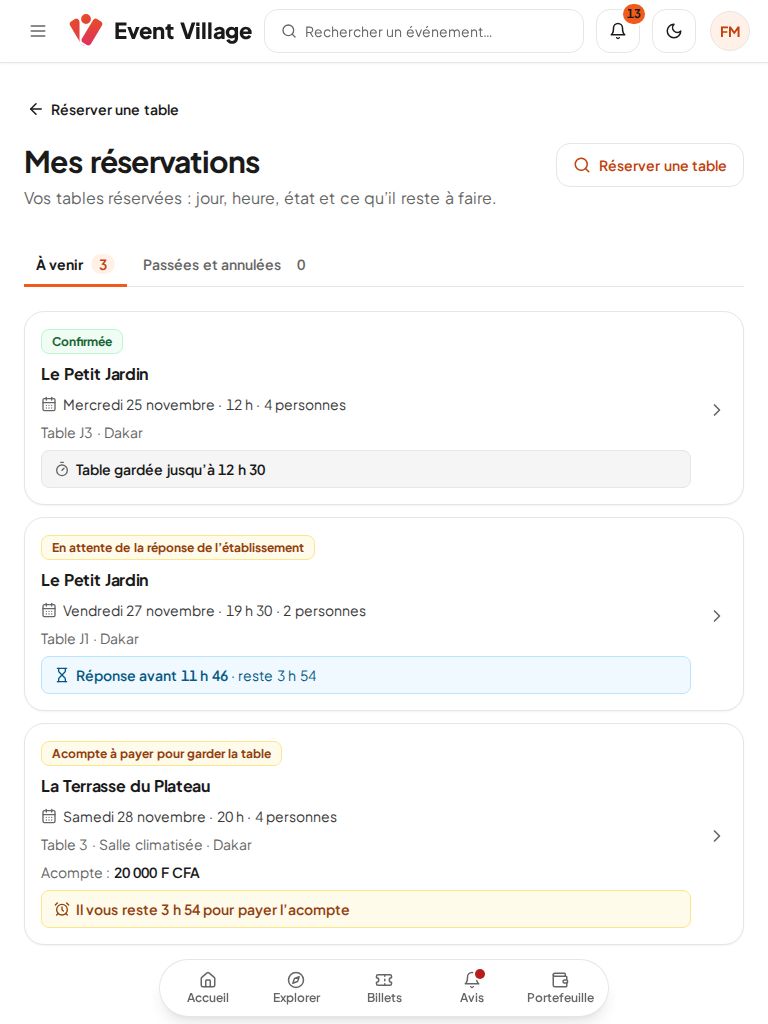 Event Village
Rechercher un événement…
13
FM
Réserver une table
Mes réservations
Réserver une table
Vos tables réservées : jour, heure, état et ce qu’il reste à faire.
À venir 3
Passées et annulées 0
Confirmée
Le Petit Jardin
Mercredi 25 novembre · 12 h · 4 personnes
Table J3 · Dakar
Table gardée jusqu’à 12 h 30
En attente de la réponse de l’établissement
Le Petit Jardin
Vendredi 27 novembre · 19 h 30 · 2 personnes
Table J1 · Dakar
Réponse avant 11 h 46 · reste 3 h 54
Acompte à payer pour garder la table
La Terrasse du Plateau
Samedi 28 novembre · 20 h · 4 personnes
Table 3 · Salle climatisée · Dakar
Acompte : 20 000 F CFA
Il vous reste 3 h 54 pour payer l’acompte
Accueil
Explorer
Billets
Avis
Portefeuille